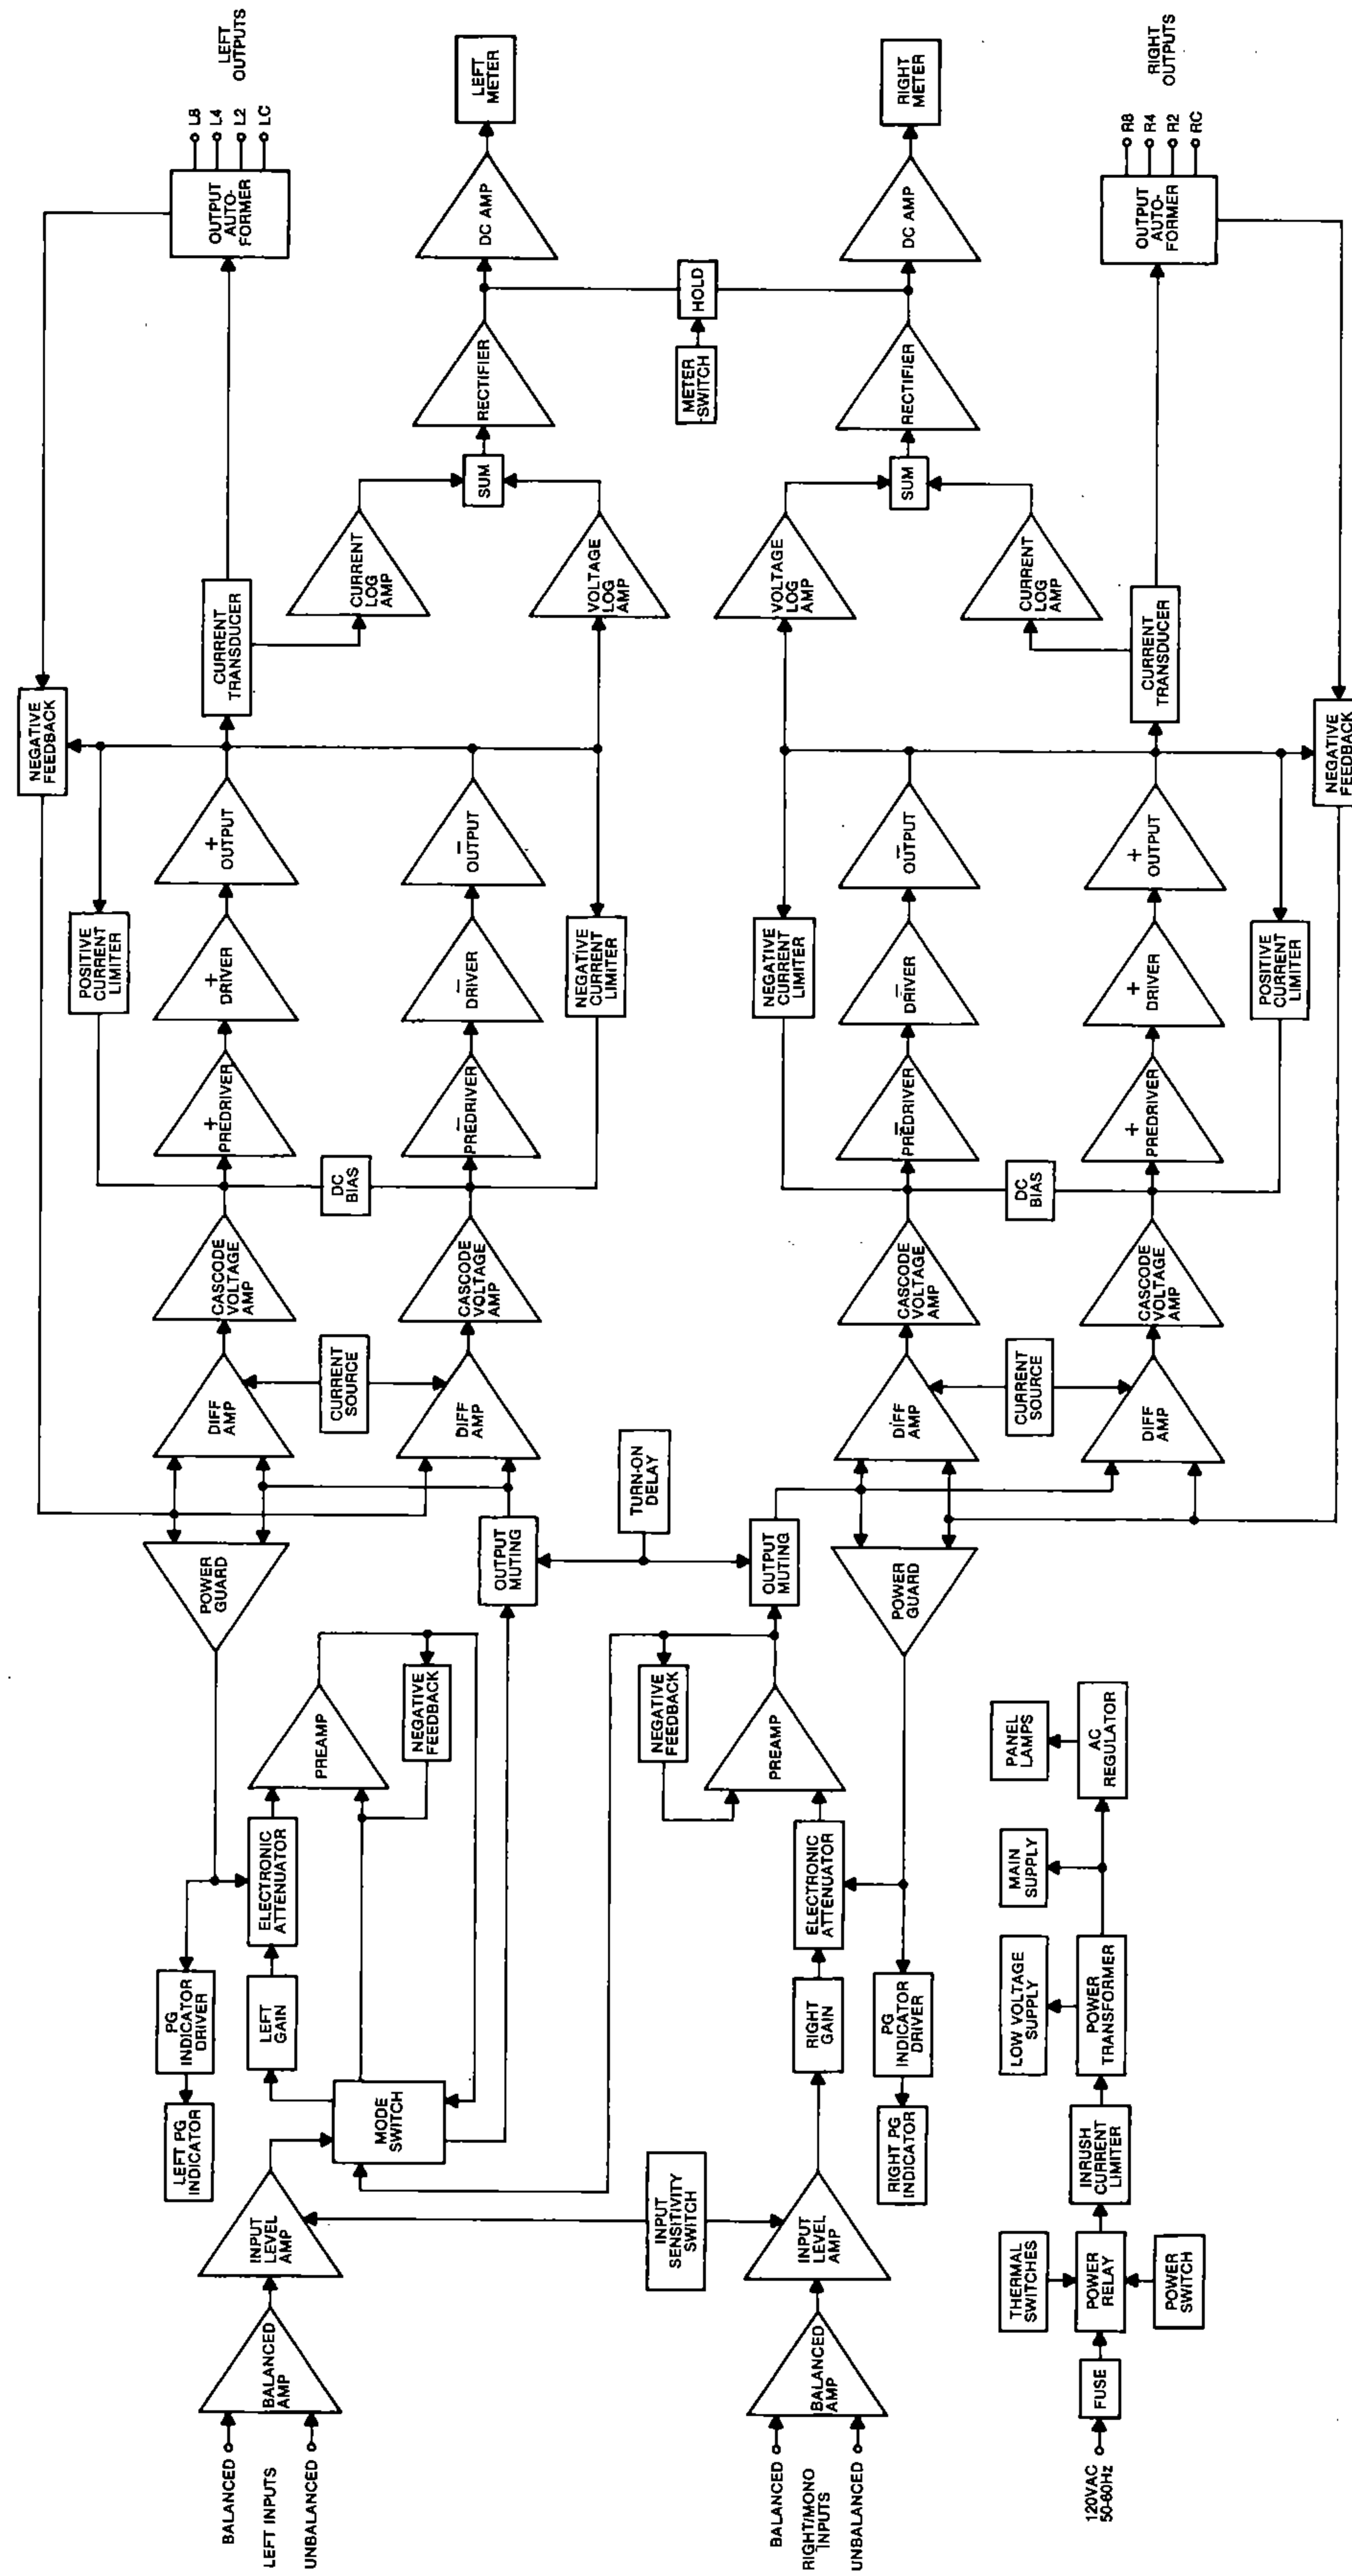 BALANCED
LEFT INPUTS
UNBALANCED
BALANCED
AMP
INPUT
LEVEL
AMP
LEFT PG
INDICATOR
PG
INDICATOR
DRIVER
MODE
SWITCH
LEFT
GAIN
ELECTRONIC
ATTENUATOR
PREAMP
NEGATIVE
FEEDBACK
POWER
GUARD
OUTPUT
MUTING
DIFF
AMP
CURRENT
SOURCE
DIFF
AMP
CASCODE
VOLTAGE
AMP
CASCODE
VOLTAGE
AMP
DC
BIAS
+
PREDRIVER
–
PREDRIVER
+
DRIVER
–
DRIVER
+
OUTPUT
–
OUTPUT
POSITIVE
CURRENT
LIMITER
NEGATIVE
CURRENT
LIMITER
NEGATIVE
FEEDBACK
CURRENT
TRANSDUCER
CURRENT
LOG
AMP
VOLTAGE
LOG
AMP
SUM
RECTIFIER
DC AMP
LEFT
METER
OUTPUT
AUTO-
FORMER
L8
L4
L2
LC
LEFT
OUTPUTS
INPUT
SENSITIVITY
SWITCH
TURN-ON
DELAY
METER
SWITCH
HOLD
BALANCED
RIGHT/MONO
INPUTS
UNBALANCED
BALANCED
AMP
INPUT
LEVEL
AMP
RIGHT
GAIN
ELECTRONIC
ATTENUATOR
NEGATIVE
FEEDBACK
PREAMP
OUTPUT
MUTING
RIGHT PG
INDICATOR
PG
INDICATOR
DRIVER
POWER
GUARD
DIFF
AMP
CURRENT
SOURCE
DIFF
AMP
CASCODE
VOLTAGE
AMP
CASCODE
VOLTAGE
AMP
DC
BIAS
–
PREDRIVER
+
PREDRIVER
–
DRIVER
+
DRIVER
–
OUTPUT
+
OUTPUT
NEGATIVE
CURRENT
LIMITER
POSITIVE
CURRENT
LIMITER
NEGATIVE
FEEDBACK
VOLTAGE
LOG
AMP
CURRENT
LOG
AMP
CURRENT
TRANSDUCER
SUM
RECTIFIER
DC AMP
RIGHT
METER
OUTPUT
AUTO-
FORMER
R8
R4
R2
RC
RIGHT
OUTPUTS
120VAC
50-60Hz
FUSE
THERMAL
SWITCHES
POWER
RELAY
POWER
SWITCH
INRUSH
CURRENT
LIMITER
LOW VOLTAGE
SUPPLY
POWER
TRANSFORMER
MAIN
SUPPLY
PANEL
LAMPS
AC
REGULATOR